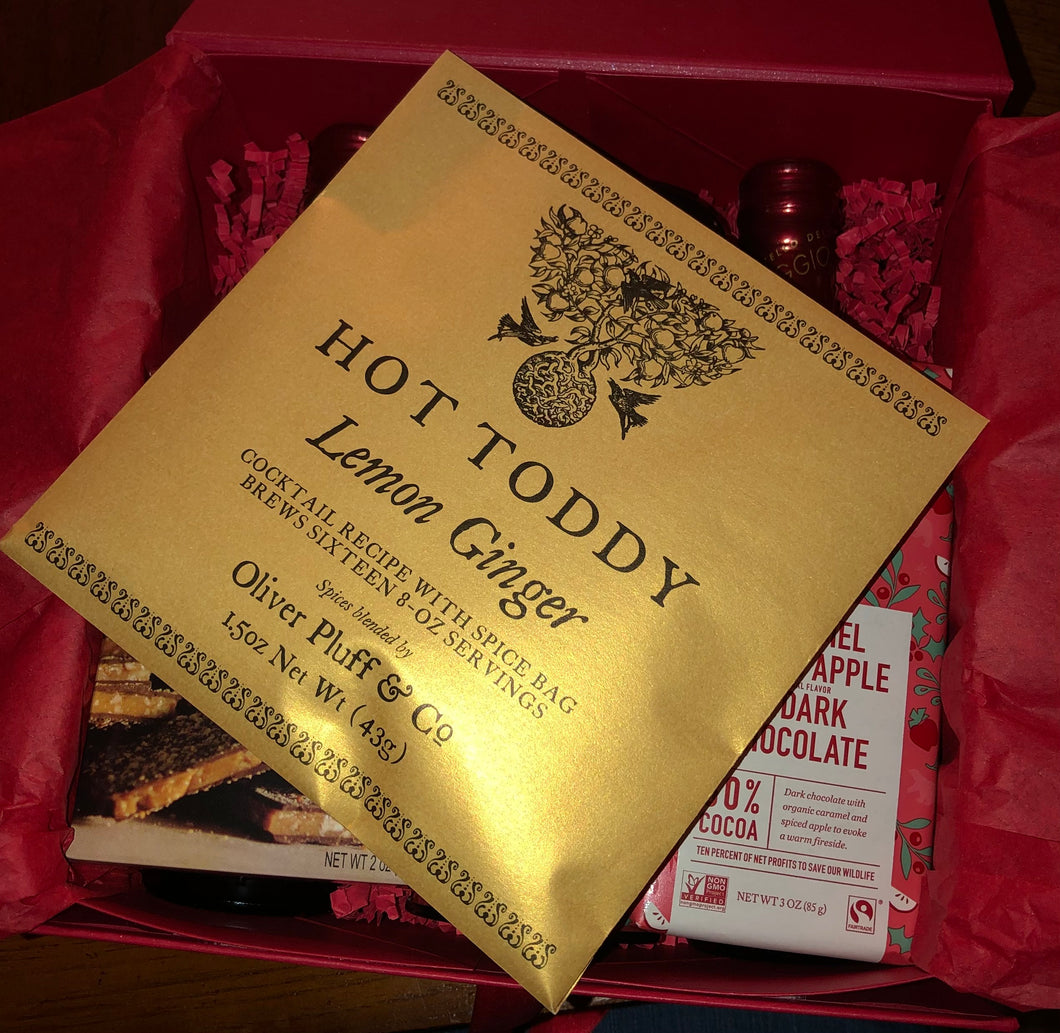 HOT TODDY
Lemon Ginger
COCKTAIL RECIPE WITH SPICE BAG
BREWS SIXTEEN 8-OZ SERVINGS
Spices blended by
Oliver Pluff & Co
1.5oz Net Wt (43g)
NET WT 2
APPLE
DARK
COCOA
Dark chocolate with
organic caramel and
spiced apple to evoke
a warm fireside.
TEN PERCENT OF NET PROFITS TO SAVE OUR WILDLIFE
NON
GMO
Project
VERIFIED
nongmoproject.org
NET WT 3 OZ (85 g)
FAIRTRADE